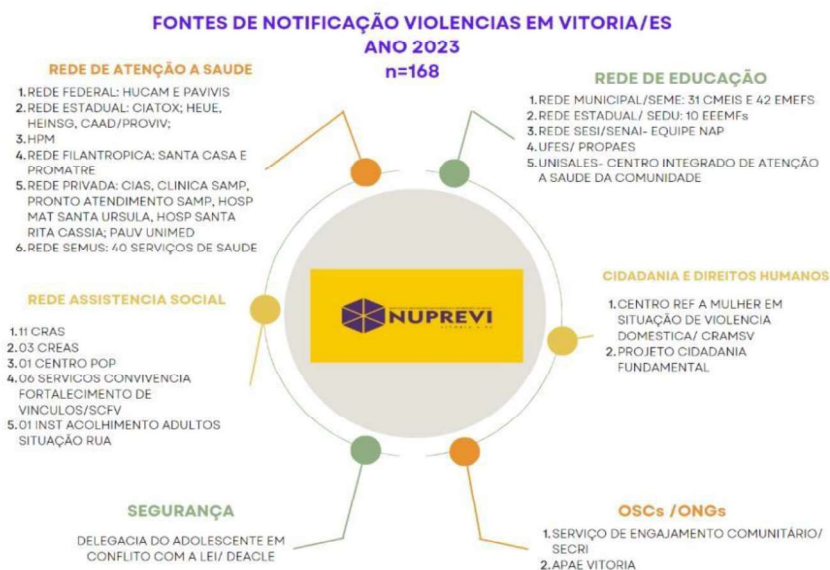 FONTES DE NOTIFICAÇÃO VIOLENCIAS EM VITORIA/ES
ANO 2023
n=168
REDE DE ATENÇÃO A SAUDE
1. REDE FEDERAL: HUCAM E PAVIVIS
2. REDE ESTADUAL: CIATOX; HEUE,
HEINSG, CAAD/PROVIV;
3. HPM
4. REDE FILANTROPICA: SANTA CASA E
PROMATRE
5. REDE PRIVADA: CIAS, CLINICA SAMP,
PRONTO ATENDIMENTO SAMP, HOSP
MAT SANTA URSULA, HOSP SANTA
RITA CASSIA; PAUV UNIMED
6. REDE SEMUS: 40 SERVIÇOS DE SAUDE
REDE DE EDUCAÇÃO
1. REDE MUNICIPAL/SEME: 31 CMEIS E 42 EMEFS
2. REDE ESTADUAL/ SEDU: 10 EEEMFs
3. REDE SESI/SENAI- EQUIPE NAP
4. UFES/ PROPAES
5. UNISALES- CENTRO INTEGRADO DE ATENÇÃO
A SAUDE DA COMUNIDADE
REDE ASSISTENCIA SOCIAL
1. 11 CRAS
2. 03 CREAS
3. 01 CENTRO POP
4. 06 SERVICOS CONVIVENCIA
FORTALECIMENTO DE
VINCULOS/SCFV
5. 01 INST ACOLHIMENTO ADULTOS
SITUAÇÃO RUA
NUPREVI
CIDADANIA E DIREITOS HUMANOS
1. CENTRO REF A MULHER EM
SITUAÇÃO DE VIOLENCIA
DOMESTICA/ CRAMSV
2. PROJETO CIDADANIA
FUNDAMENTAL
SEGURANÇA
DELEGACIA DO ADOLESCENTE EM
CONFLITO COM A LEI/ DEACLE
OSCs /ONGs
1. SERVIÇO DE ENGAJAMENTO COMUNITÁRIO/
SECRI
2. APAE VITORIA